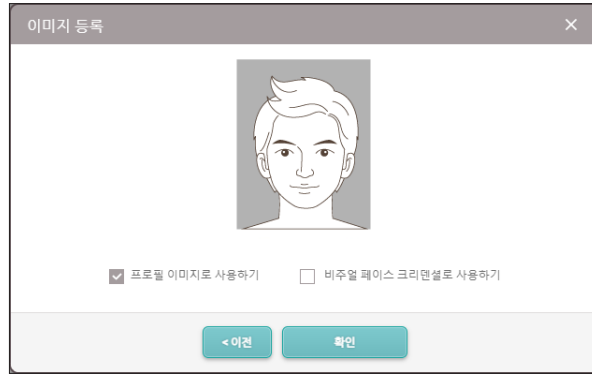 이미지 등록
프로필 이미지로 사용하기
비주얼 페이스 크리덴셜로 사용하기
< 이전
확인